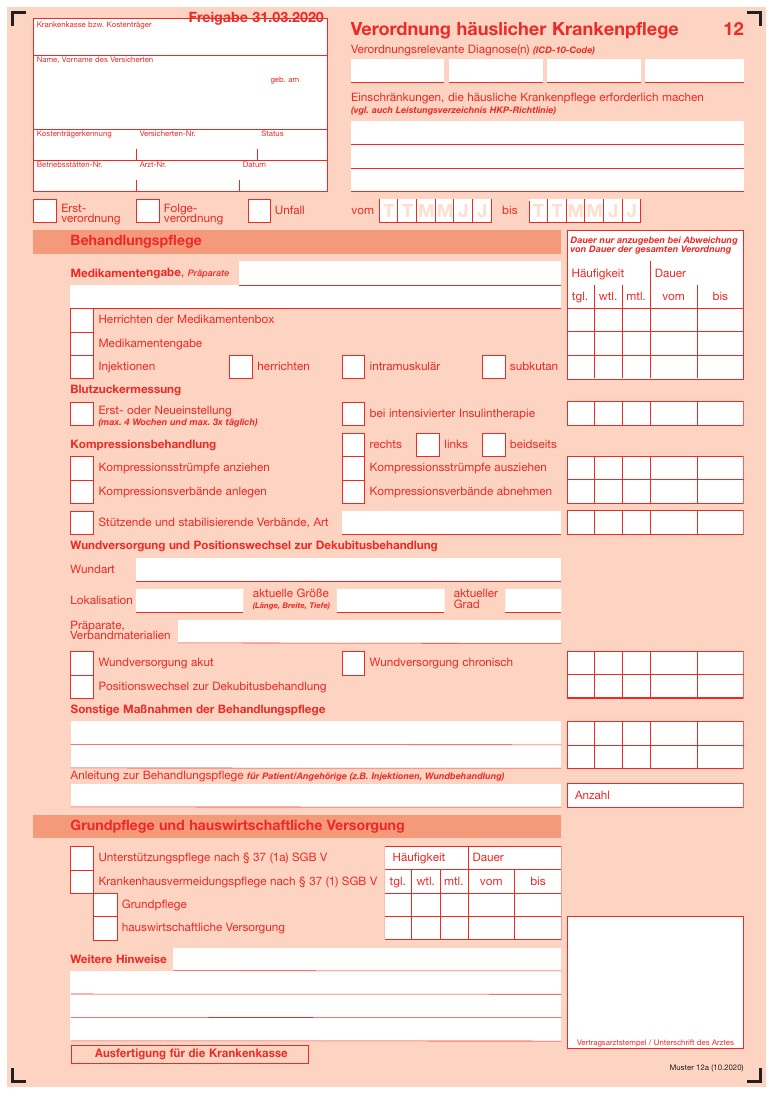 Freigabe 31.03.2020
Krankenkasse bzw. Kostenträger
Name, Vorname des Versicherten
geb. am
Kostenträgerkennung Versicherten-Nr. Status
Betriebsstätten-Nr. Arzt-Nr. Datum
Verordnung häuslicher Krankenpflege 12
Verordnungsrelevante Diagnose(n) (ICD-10-Code)
Einschränkungen, die häusliche Krankenpflege erforderlich machen
(vgl. auch Leistungsverzeichnis HKP-Richtlinie)
Erst-
verordnung
Folge-
verordnung
Unfall
vom T T M M J J bis T T M M J J
Behandlungspflege
Dauer nur anzugeben bei Abweichung
von Dauer der gesamten Verordnung
Häufigkeit Dauer
tgl. wtl. mtl. vom bis
Medikamentengabe, Präparate
Herrichten der Medikamentenbox
Medikamentengabe
Injektionen herrichten intramuskulär subkutan
Blutzuckermessung
Erst- oder Neueinstellung
(max. 4 Wochen und max. 3x täglich)
bei intensivierter Insulintherapie
Kompressionsbehandlung rechts links beidseits
Kompressionsstrümpfe anziehen Kompressionsstrümpfe ausziehen
Kompressionsverbände anlegen Kompressionsverbände abnehmen
Stützende und stabilisierende Verbände, Art
Wundversorgung und Positionswechsel zur Dekubitusbehandlung
Wundart
Lokalisation
aktuelle Größe
(Länge, Breite, Tiefe)
aktueller
Grad
Präparate,
Verbandmaterialien
Wundversorgung akut Wundversorgung chronisch
Positionswechsel zur Dekubitusbehandlung
Sonstige Maßnahmen der Behandlungspflege
Anleitung zur Behandlungspflege für Patient/Angehörige (z.B. Injektionen, Wundbehandlung)
Anzahl
Grundpflege und hauswirtschaftliche Versorgung
Unterstützungspflege nach § 37 (1a) SGB V Häufigkeit Dauer
Krankenhausvermeidungspflege nach § 37 (1) SGB V tgl. wtl. mtl. vom bis
Grundpflege
hauswirtschaftliche Versorgung
Weitere Hinweise
Vertragsarztstempel / Unterschrift des Arztes
Ausfertigung für die Krankenkasse
Muster 12a (10.2020)